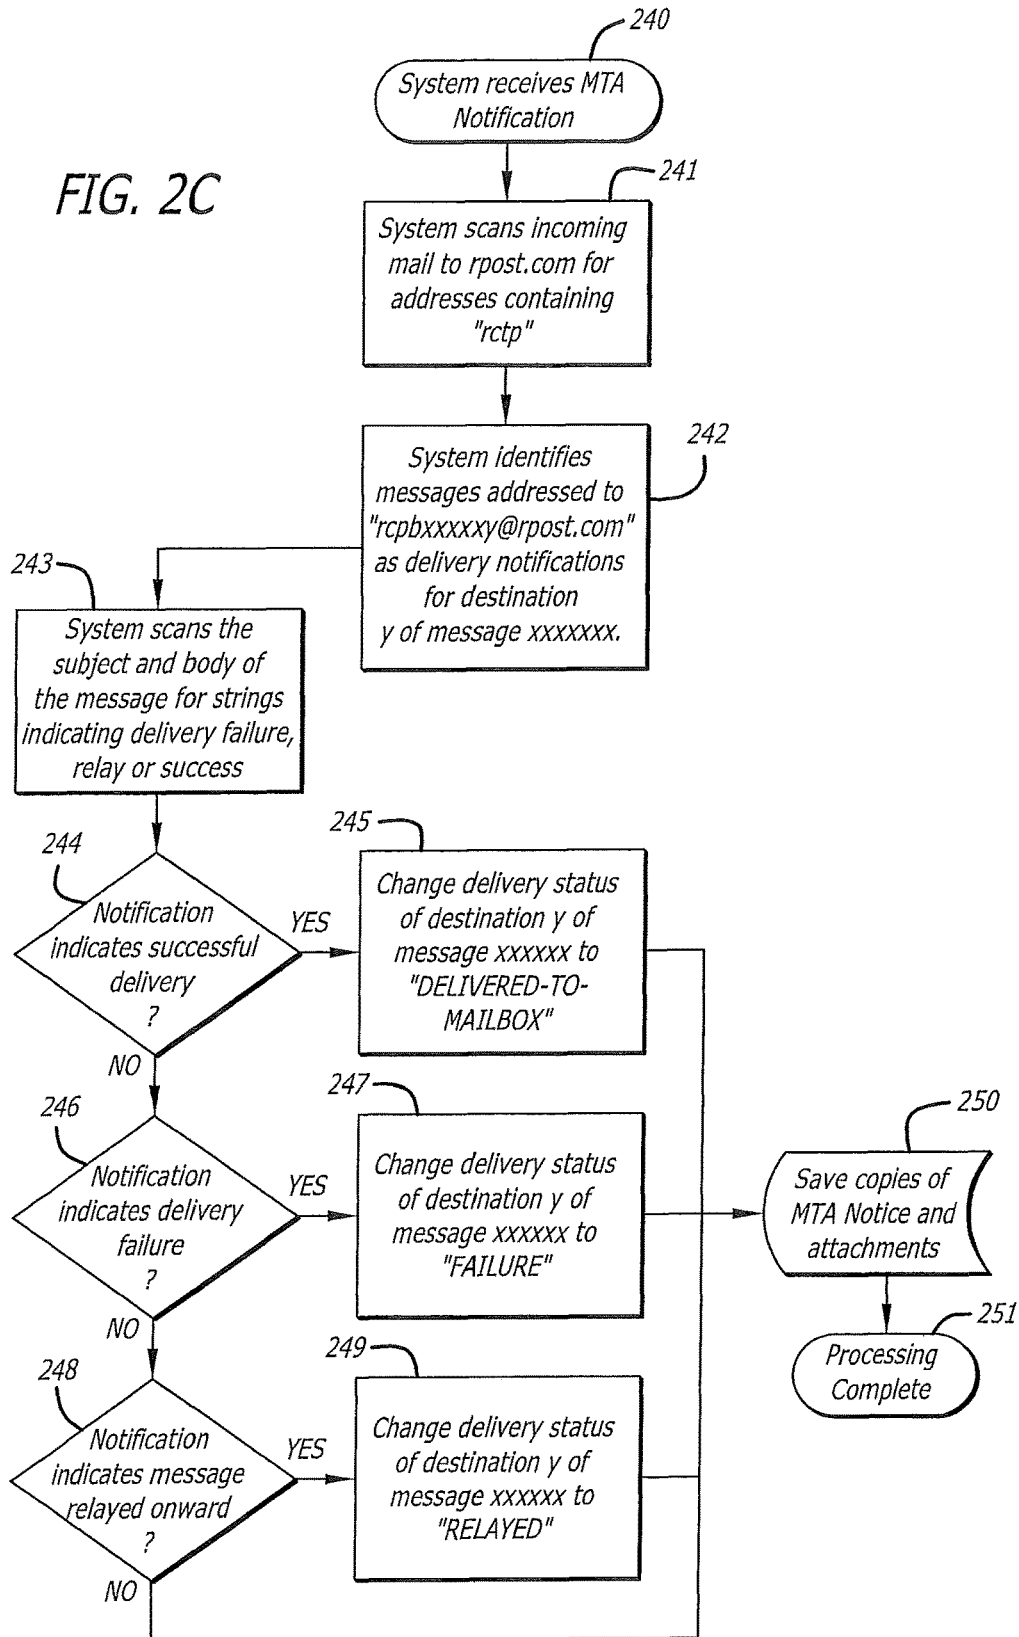 240
System receives MTA
Notification
FIG. 2C
241
System scans incoming
mail to rpost.com for
addresses containing
"rctp"
242
System identifies
messages addressed to
"rcpbxxxxxy@rpost.com"
as delivery notifications
for destination
y of message xxxxxxx.
243
System scans the
subject and body of
the message for strings
indicating delivery failure,
relay or success
244
Notification
indicates successful
delivery
?
YES
NO
245
Change delivery status
of destination y of
message xxxxxx to
"DELIVERED-TO-
MAILBOX"
246
Notification
indicates delivery
failure
?
YES
NO
247
Change delivery status
of destination y of
message xxxxxx to
"FAILURE"
248
Notification
indicates message
relayed onward
?
YES
NO
249
Change delivery status
of destination y of
message xxxxxx to
"RELAYED"
250
Save copies of
MTA Notice and
attachments
251
Processing
Complete